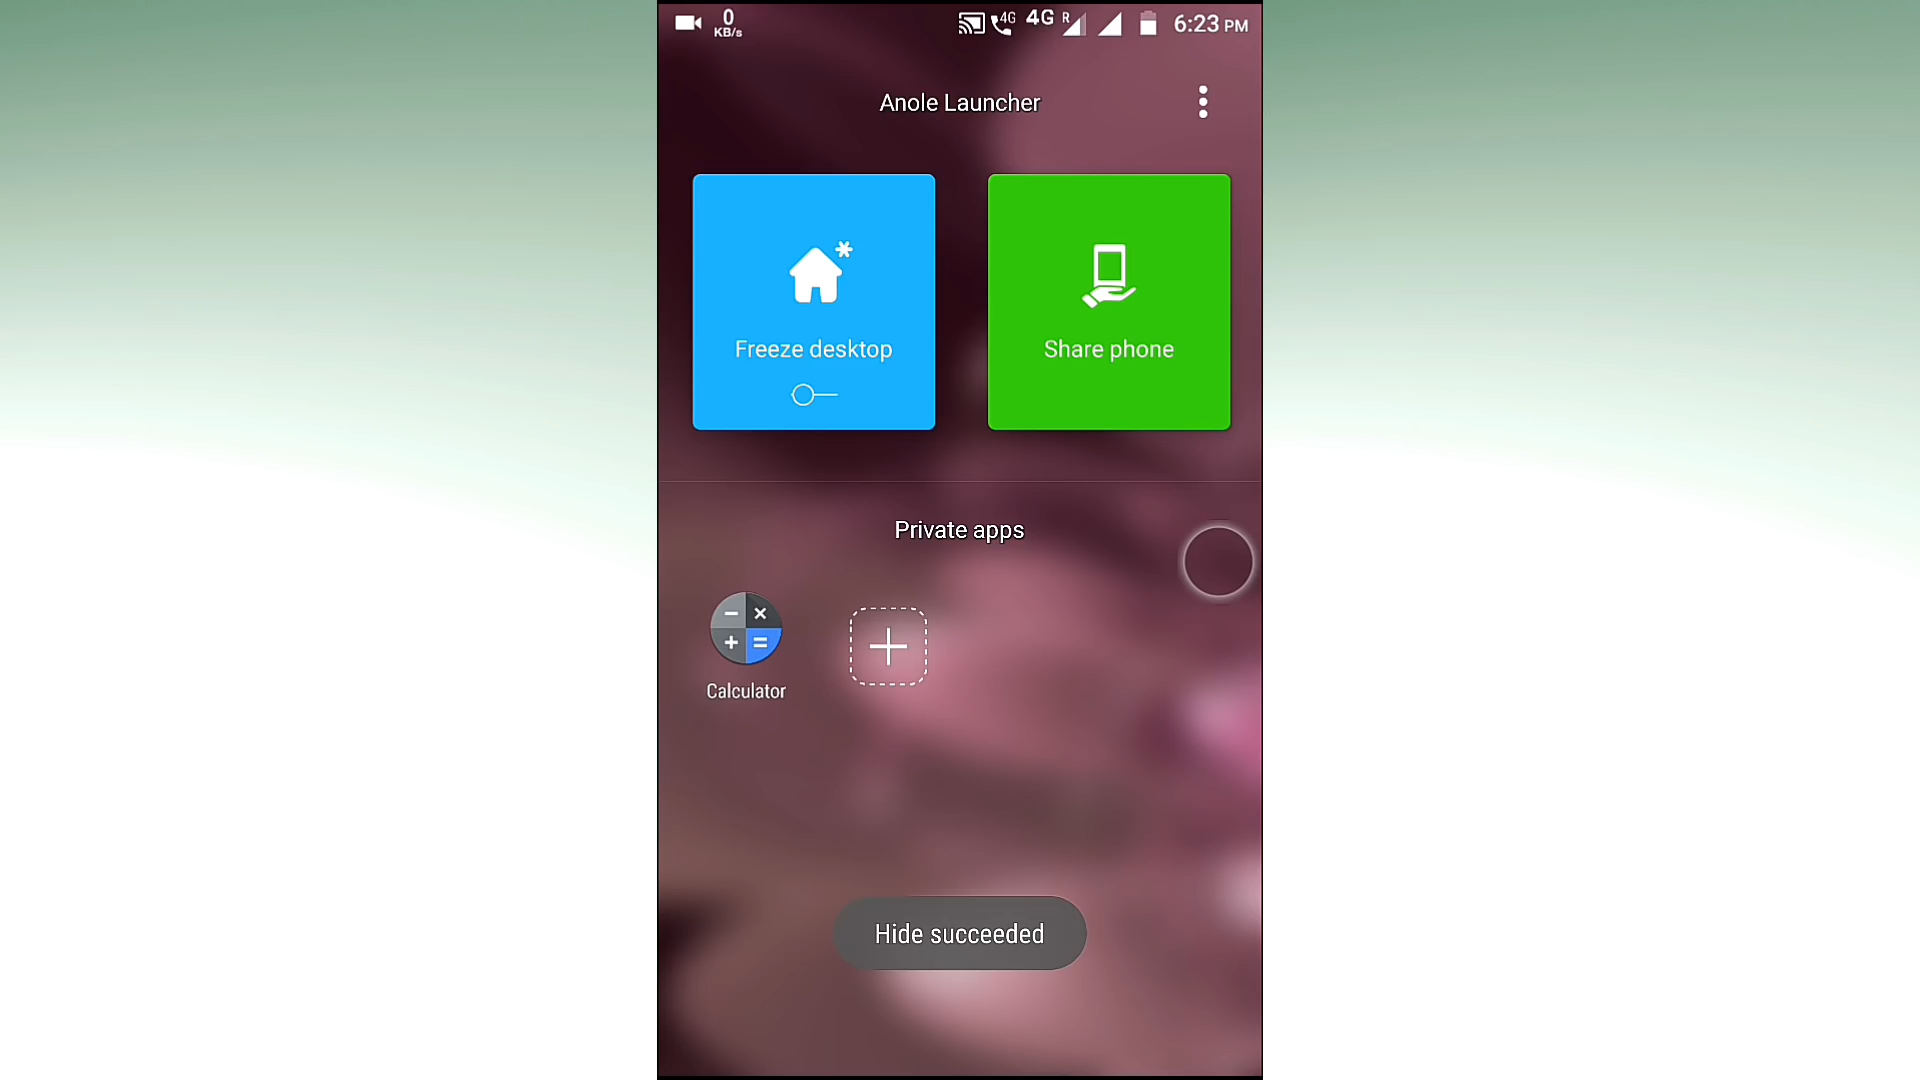 0
KB/s
4G
4G
R
6:23 PM
Anole Launcher
Freeze desktop
Share phone
Private apps
Calculator
Hide succeeded